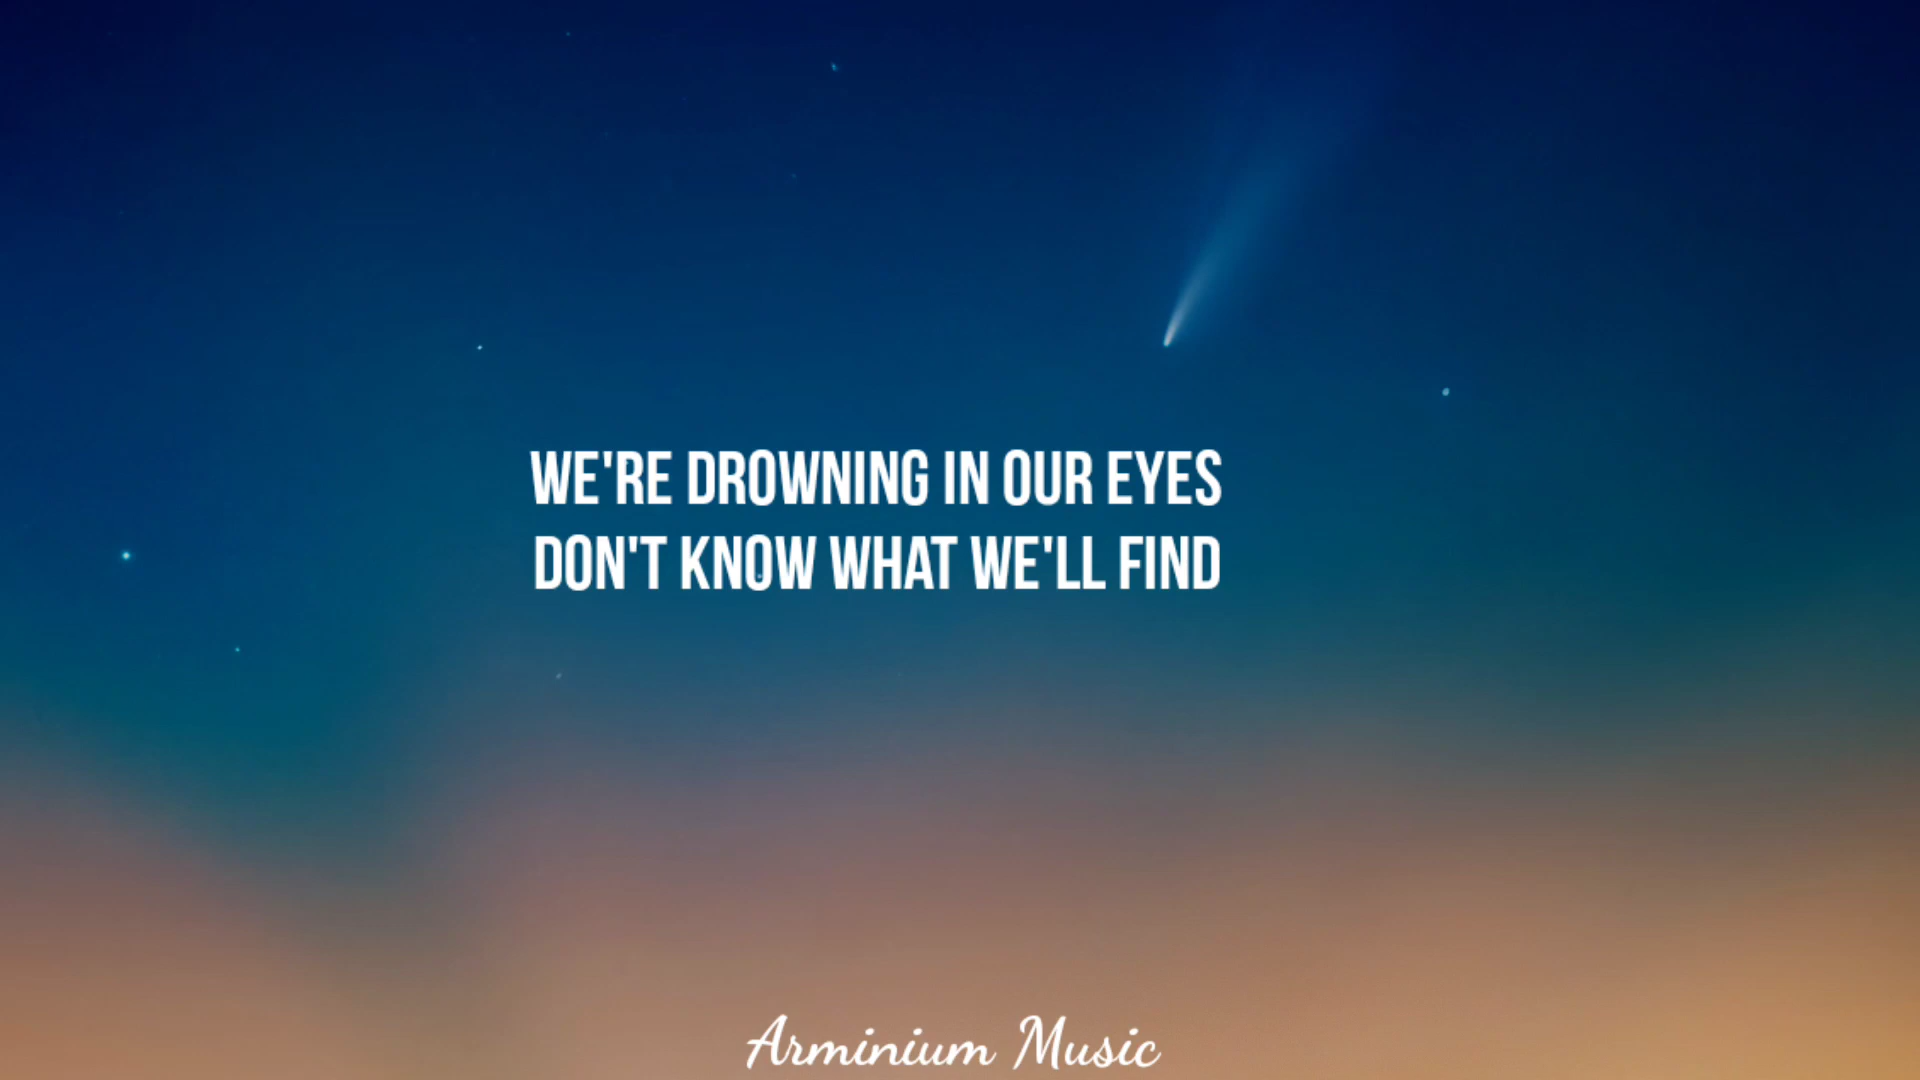 WE'RE DROWNING IN OUR EYES
DON'T KNOW WHAT WE'LL FIND
Arminium Music